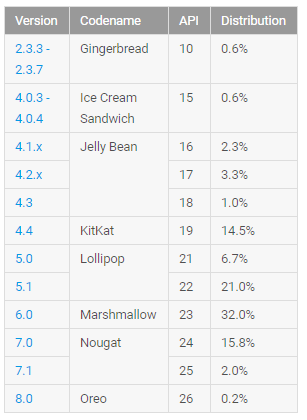 Version Codename API Distribution
2.3.3 - Gingerbread 10 0.6%
2.3.7
4.0.3 - Ice Cream 15 0.6%
4.0.4 Sandwich
4.1.x Jelly Bean 16 2.3%
4.2.x 17 3.3%
4.3 18 1.0%
4.4 KitKat 19 14.5%
5.0 Lollipop 21 6.7%
5.1 22 21.0%
6.0 Marshmallow 23 32.0%
7.0 Nougat 24 15.8%
7.1 25 2.0%
8.0 Oreo 26 0.2%